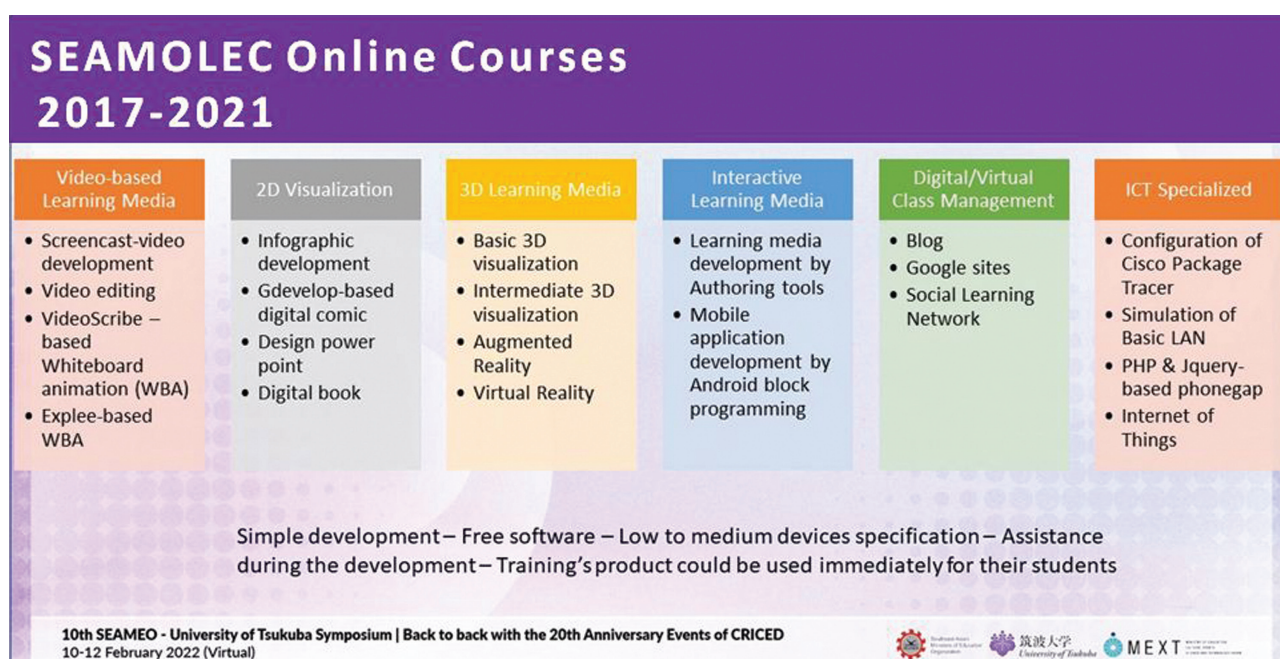 SEAMOLEC Online Courses
2017-2021
Video-based
Learning Media
• Screencast-video
development
• Video editing
• VideoScribe –
based
Whiteboard
animation (WBA)
• Explee-based
WBA
2D Visualization
• Infographic
development
• Gdevelop-based
digital comic
• Design power
point
• Digital book
3D Learning Media
• Basic 3D
visualization
• Intermediate 3D
visualization
• Augmented
Reality
• Virtual Reality
Interactive
Learning Media
• Learning media
development by
Authoring tools
• Mobile
application
development by
Android block
programming
Digital/Virtual
Class Management
• Blog
• Google sites
• Social Learning
Network
ICT Specialized
• Configuration of
Cisco Package
Tracer
• Simulation of
Basic LAN
• PHP & Jquery-
based phonegap
• Internet of
Things
Simple development – Free software – Low to medium devices specification – Assistance
during the development – Training's product could be used immediately for their students
10th SEAMEO - University of Tsukuba Symposium | Back to back with the 20th Anniversary Events of CRICED
10-12 February 2022 (Virtual)
Southeast Asian
Ministers of Education
Organization
筑波大学
University of Tsukuba
MEXT